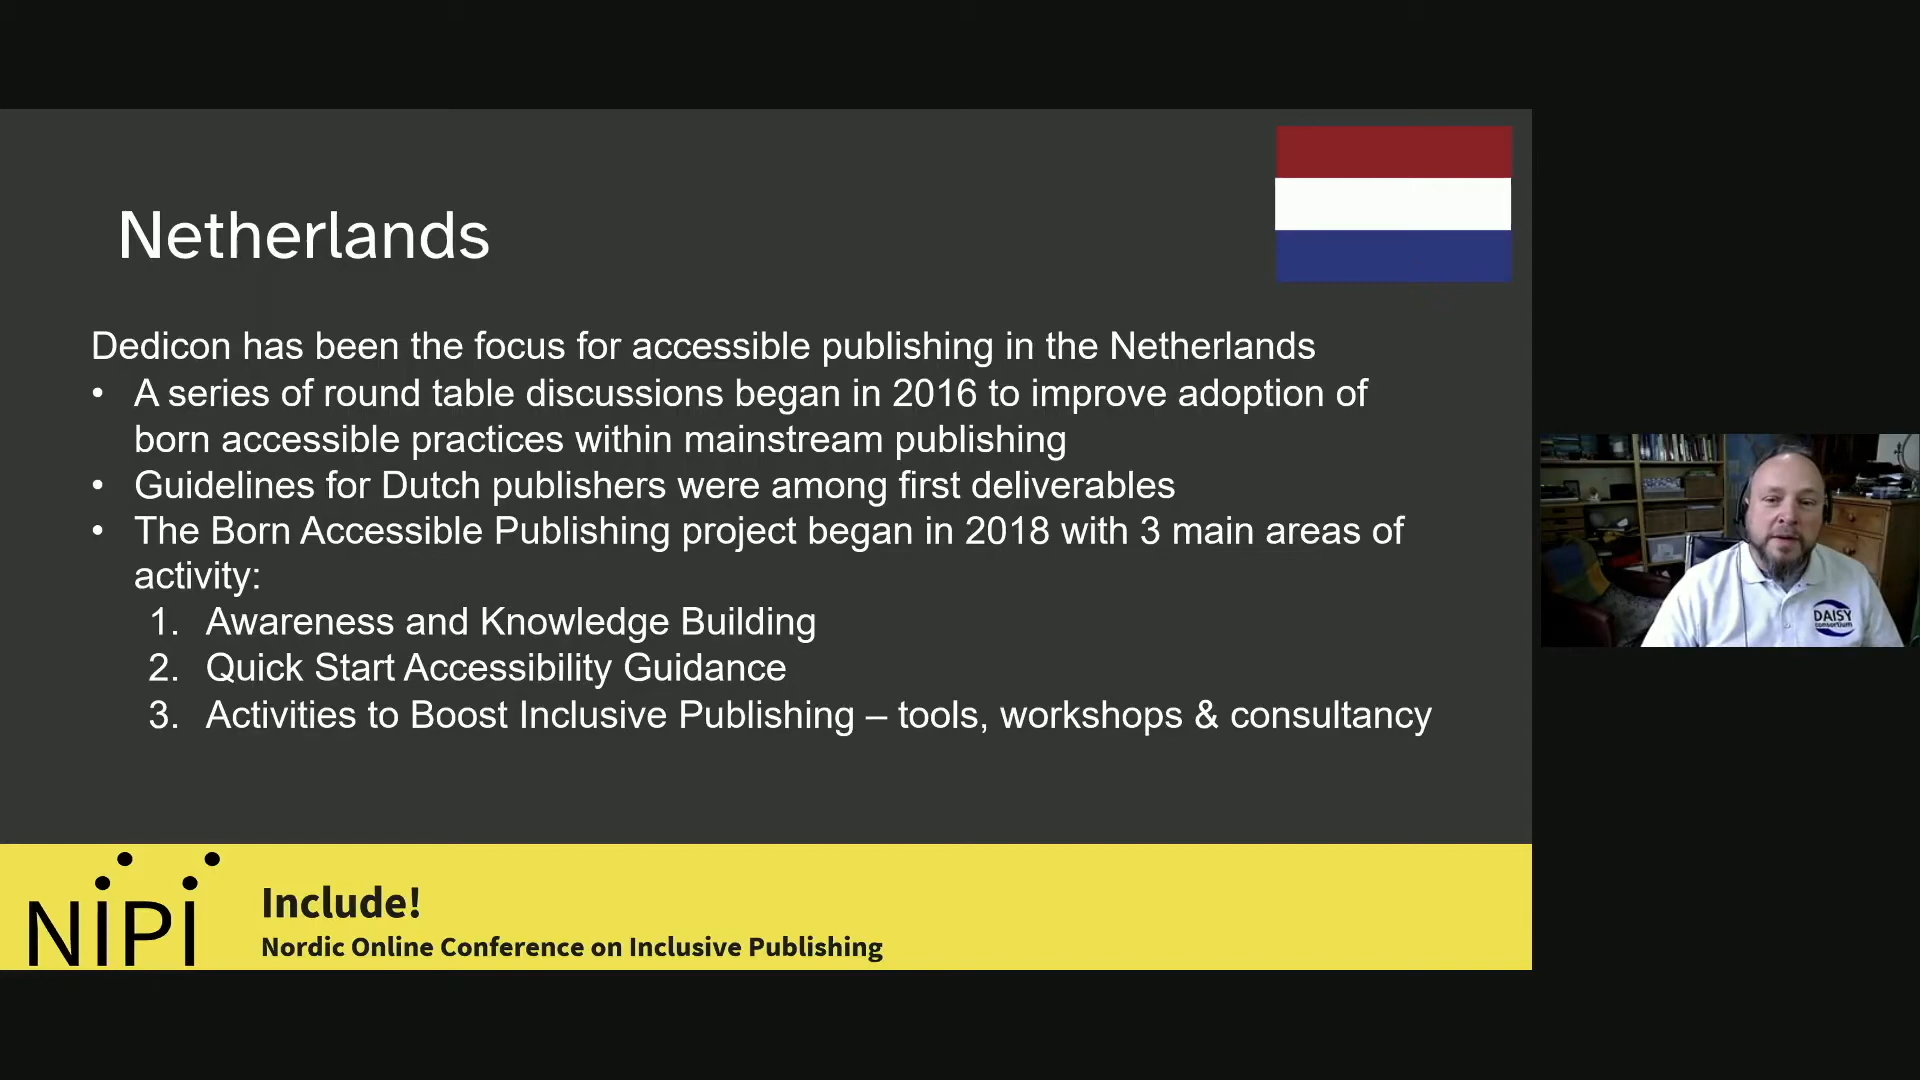 Netherlands
Dedicon has been the focus for accessible publishing in the Netherlands
• A series of round table discussions began in 2016 to improve adoption of
born accessible practices within mainstream publishing
• Guidelines for Dutch publishers were among first deliverables
• The Born Accessible Publishing project began in 2018 with 3 main areas of
activity:
1. Awareness and Knowledge Building
2. Quick Start Accessibility Guidance
3. Activities to Boost Inclusive Publishing – tools, workshops & consultancy
DAISY
consortium
NIPI
Include!
Nordic Online Conference on Inclusive Publishing